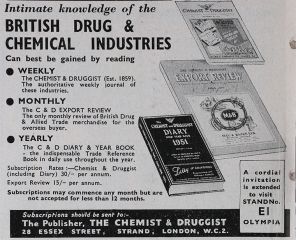 Intimate knowledge of the
BRITISH DRUG &
CHEMICAL INDUSTRIES
Can best be gained by reading
● WEEKLY
The CHEMIST & DRUGGIST (Est. 1859).
The authoritative weekly journal of
these industries.
● MONTHLY
The C & D EXPORT REVIEW
The only monthly review of British Drug
& Allied Trade merchandise for the
overseas buyer.
● YEARLY
The C & D DIARY & YEAR BOOK
- the indispensable Trade Reference
Book in daily use throughout the year.
Subscription Rates:—Chemist & Druggist
(including Diary) 30/- per annum.
Export Review 15/- per annum.
Subscriptions may commence any month but are
not accepted for less than 12 months.
CHEMIST
DRUGGIST
EXPORT REVIEW
M&B
THE
CHEMIST AND DRUGGIST
DIARY
1951
A cordial
invitation
is extended
to visit
STAND No.
E1
OLYMPIA
Subscriptions should be sent to:-
The Publisher, THE CHEMIST & DRUGGIST
28 ESSEX STREET, STRAND, LONDON, W.C.2.